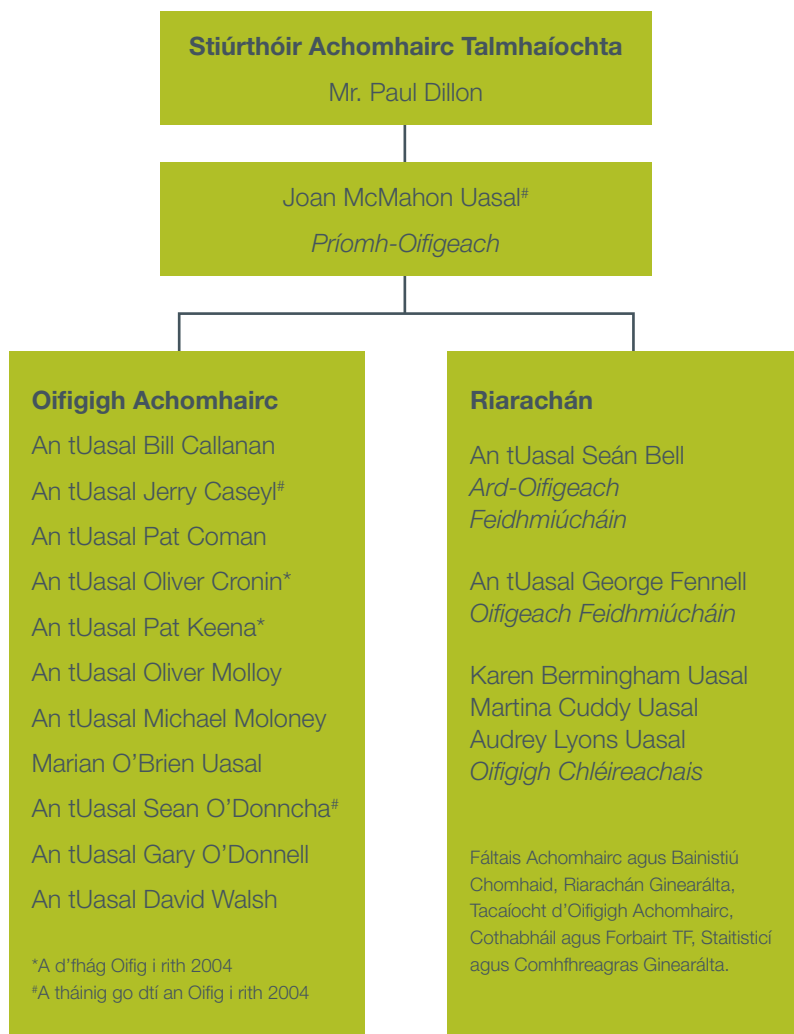 Stiúrthóir Achomhairc Talmhaíochta
Mr. Paul Dillon
Joan McMahon Uasal#
Príomh-Oifigeach
Oifigigh Achomhairc
An tUasal Bill Callanan
An tUasal Jerry Caseyl#
An tUasal Pat Coman
An tUasal Oliver Cronin*
An tUasal Pat Keena*
An tUasal Oliver Molloy
An tUasal Michael Moloney
Marian O’Brien Uasal
An tUasal Sean O’Donncha#
An tUasal Gary O’Donnell
An tUasal David Walsh
*A d’fhág Oifig i rith 2004
#A tháinig go dtí an Oifig i rith 2004
Riarachán
An tUasal Seán Bell
Ard-Oifigeach
Feidhmiúcháin
An tUasal George Fennell
Oifigeach Feidhmiúcháin
Karen Bermingham Uasal
Martina Cuddy Uasal
Audrey Lyons Uasal
Oifigigh Chléireachais
Fáltais Achomhairc agus Bainistiú
Chomhaid, Riarachán Ginearálta,
Tacaíocht d’Oifigigh Achomhairc,
Cothabháil agus Forbairt TF, Staitisticí
agus Comhfhreagras Ginearálta.